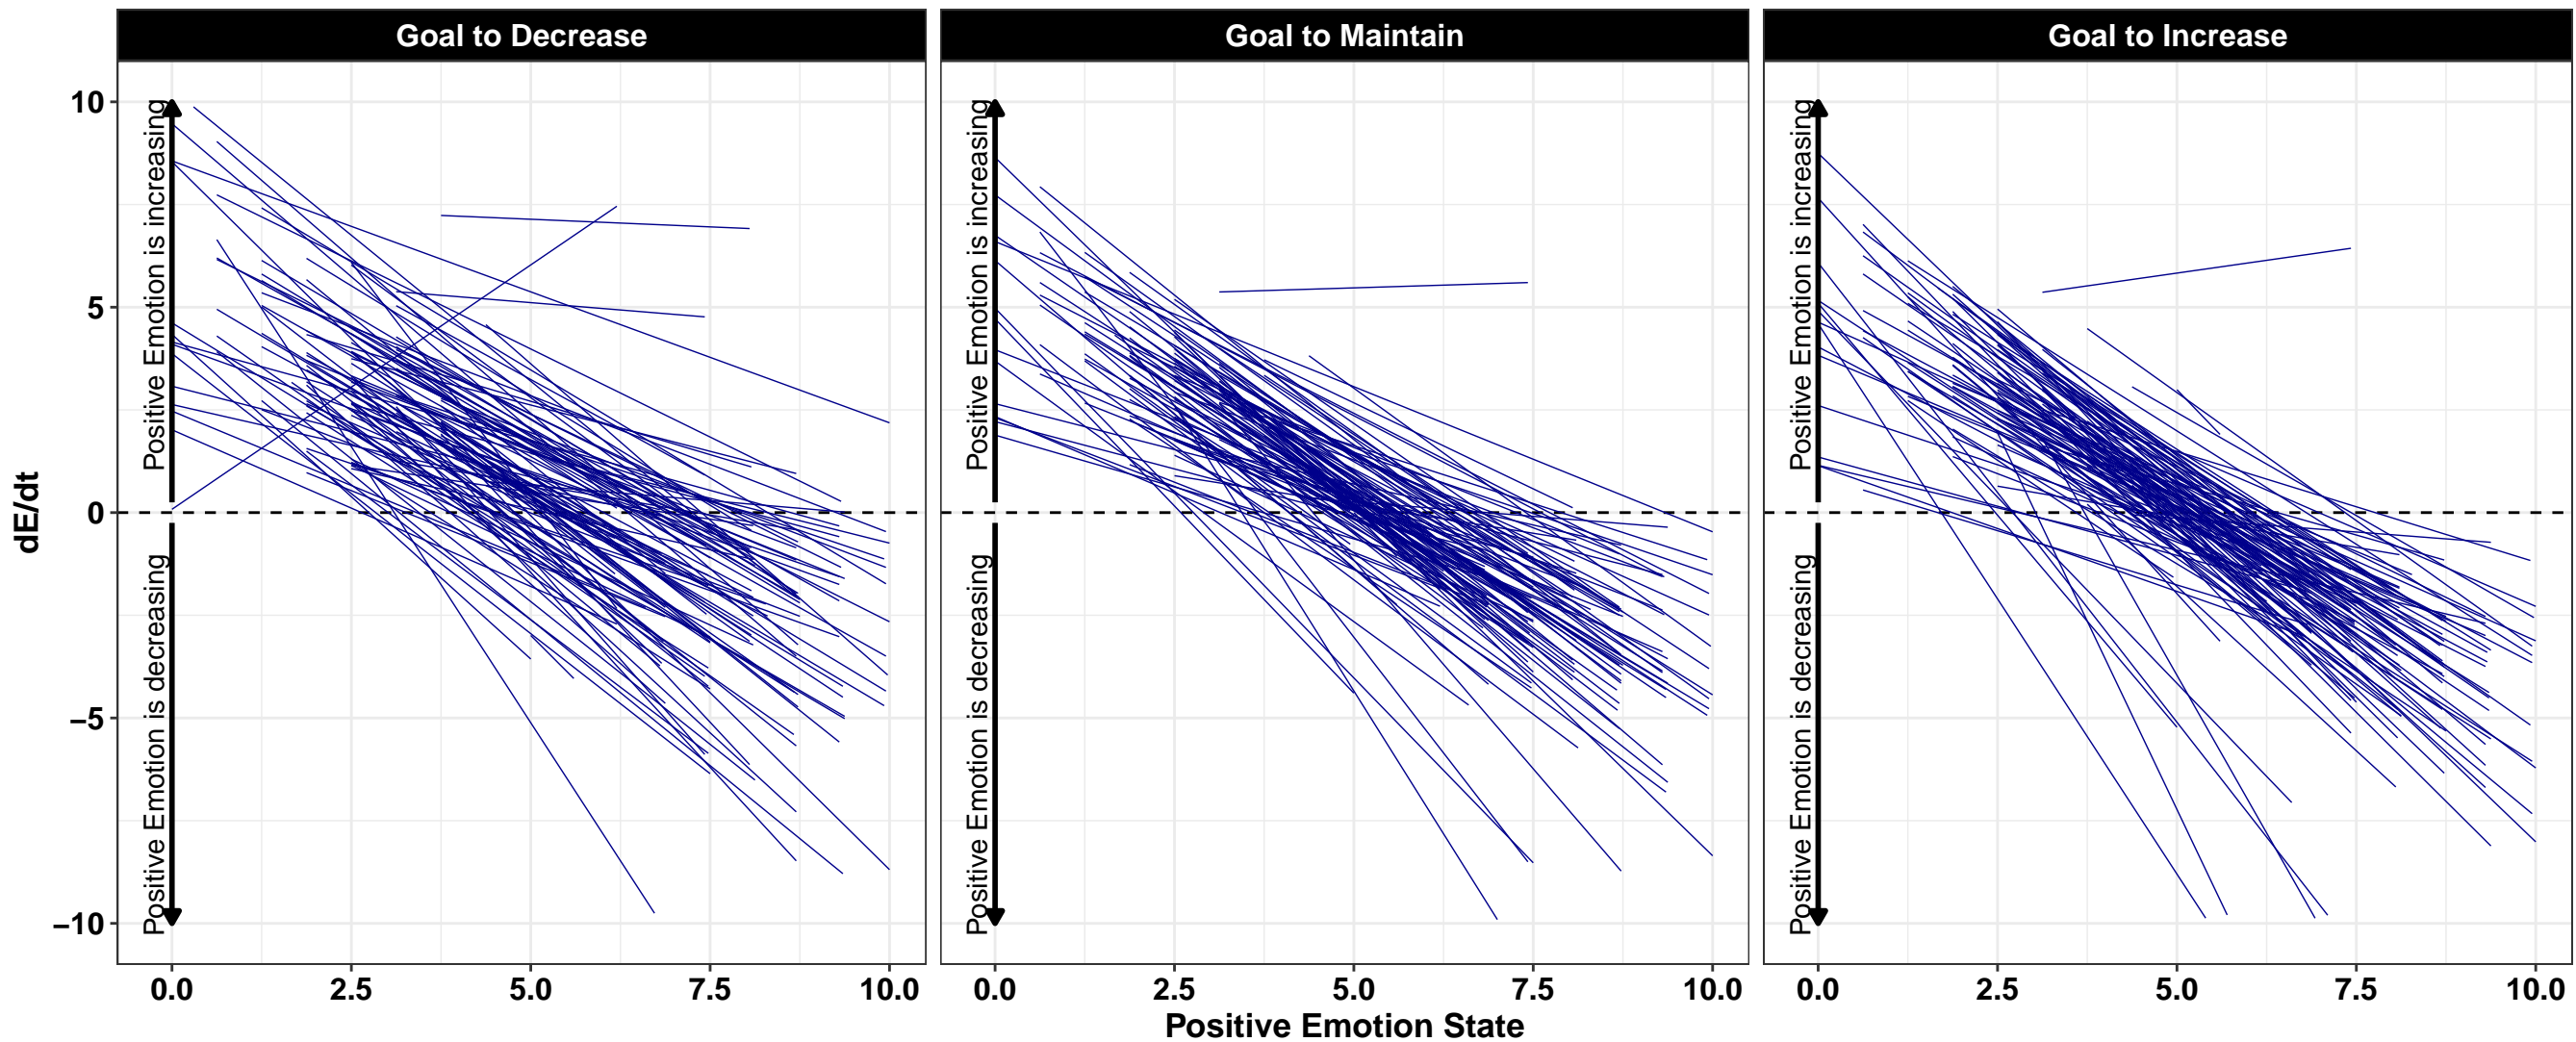 Goal to Decrease
Goal to Maintain
Goal to Increase
dE/dt
10
5
0
−5
−10
Positive Emotion is increasing
Positive Emotion is decreasing
Positive Emotion is increasing
Positive Emotion is decreasing
Positive Emotion is increasing
Positive Emotion is decreasing
0.0 2.5 5.0 7.5 10.0
0.0 2.5 5.0 7.5 10.0
0.0 2.5 5.0 7.5 10.0
Positive Emotion State